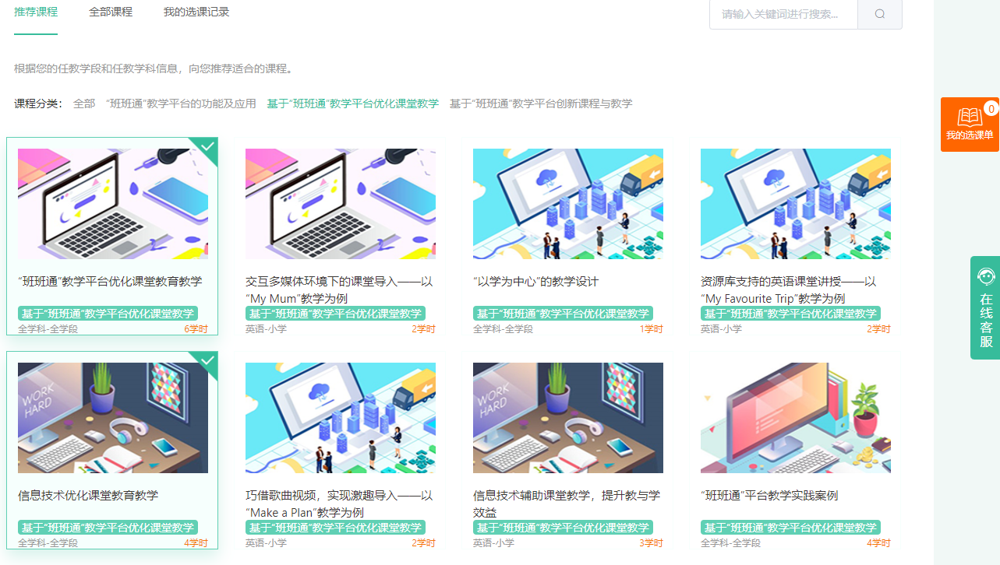 推荐课程 全部课程 我的选课记录
请输入关键词进行搜索...
根据您的任教学段和任教学科信息，向您推荐适合的课程。
课程分类： 全部 “班班通”教学平台的功能及应用 基于“班班通”教学平台优化课堂教学 基于“班班通”教学平台创新课程与教学
0
我的选课单
“班班通”教学平台优化课堂教育教学
基于“班班通”教学平台优化课堂教学
全学科-全学段 6学时
交互多媒体环境下的课堂导入——以
“My Mum”教学为例
基于“班班通”教学平台优化课堂教学
英语-小学 2学时
“以学为中心”的教学设计
基于“班班通”教学平台优化课堂教学
全学科-全学段 1学时
资源库支持的英语课堂讲授——以
“My Favourite Trip”教学为例
基于“班班通”教学平台优化课堂教学
英语-小学 2学时
在线客服
WORK
HARD
信息技术优化课堂教育教学
基于“班班通”教学平台优化课堂教学
全学科-全学段 4学时
巧借歌曲视频，实现激趣导入——以
“Make a Plan”教学为例
基于“班班通”教学平台优化课堂教学
英语-小学 2学时
WORK
HARD
信息技术辅助课堂教学，提升教与学
效益
基于“班班通”教学平台优化课堂教学
英语-小学 3学时
“班班通”平台教学实践案例
基于“班班通”教学平台优化课堂教学
全学科-全学段 4学时